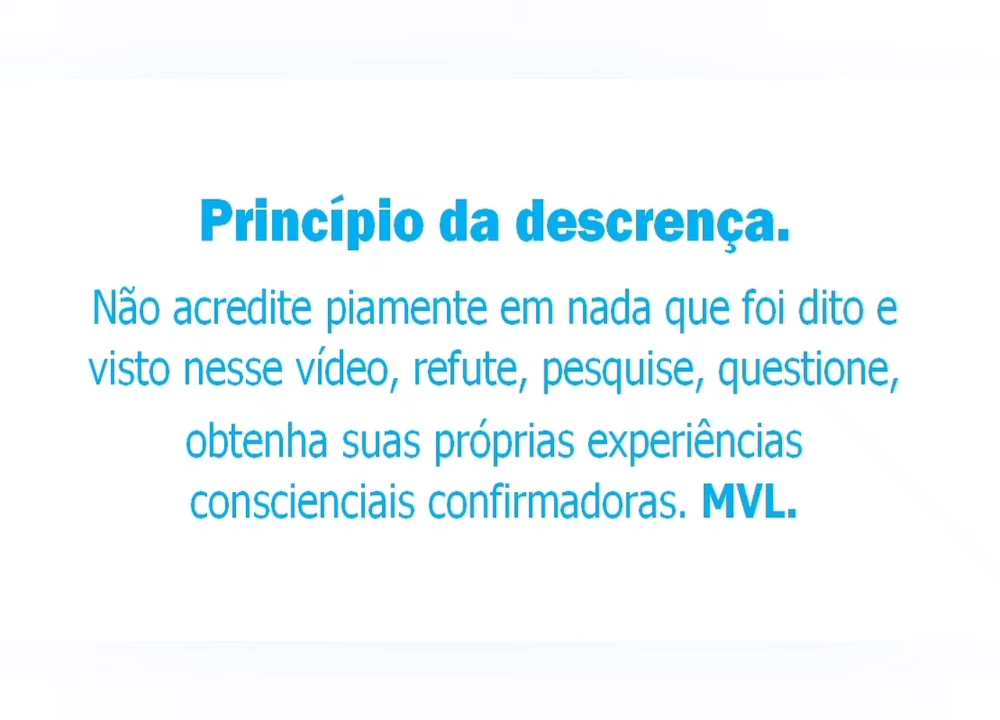 Princípio da descrença.
Não acredite piamente em nada que foi dito e
visto nesse vídeo, refute, pesquise, questione,
obtenha suas próprias experiências
conscienciais confirmadoras. MVL.